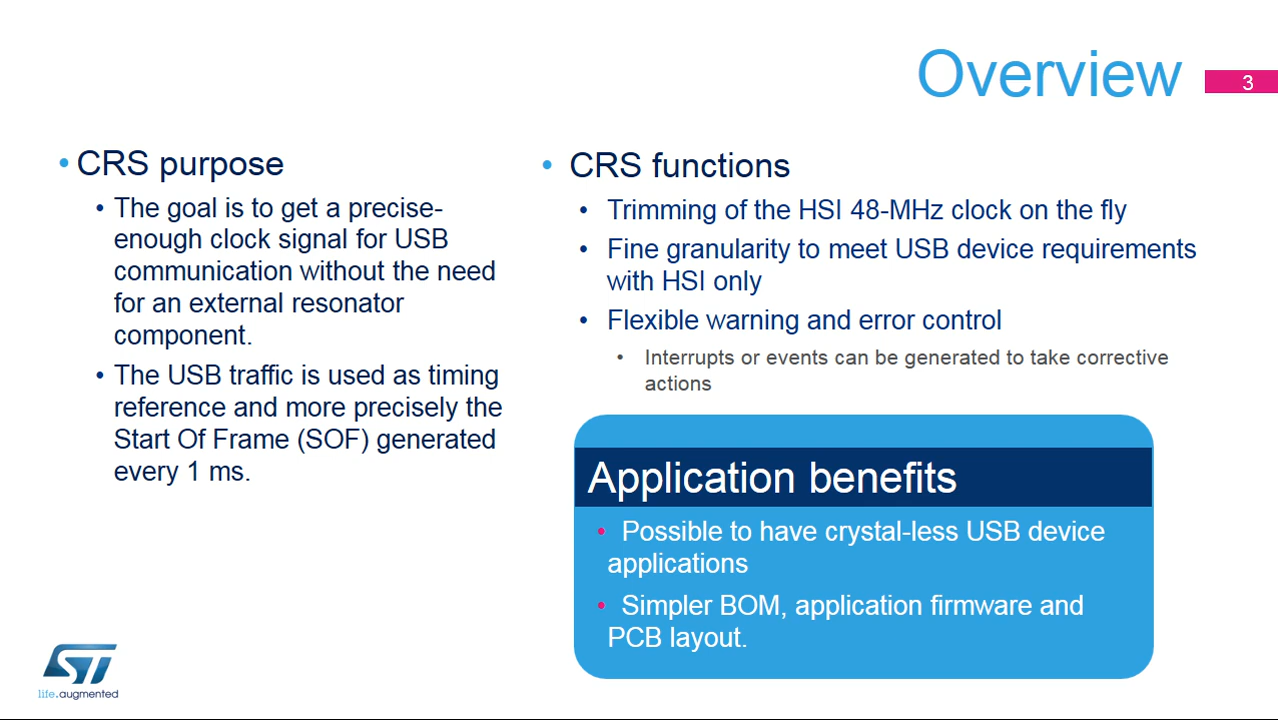 Overview
3
• CRS purpose
• The goal is to get a precise-
enough clock signal for USB
communication without the need
for an external resonator
component.
• The USB traffic is used as timing
reference and more precisely the
Start Of Frame (SOF) generated
every 1 ms.
• CRS functions
• Trimming of the HSI 48-MHz clock on the fly
• Fine granularity to meet USB device requirements
with HSI only
• Flexible warning and error control
• Interrupts or events can be generated to take corrective
actions
Application benefits
• Possible to have crystal-less USB device
applications
• Simpler BOM, application firmware and
PCB layout.
ST
life.augmented